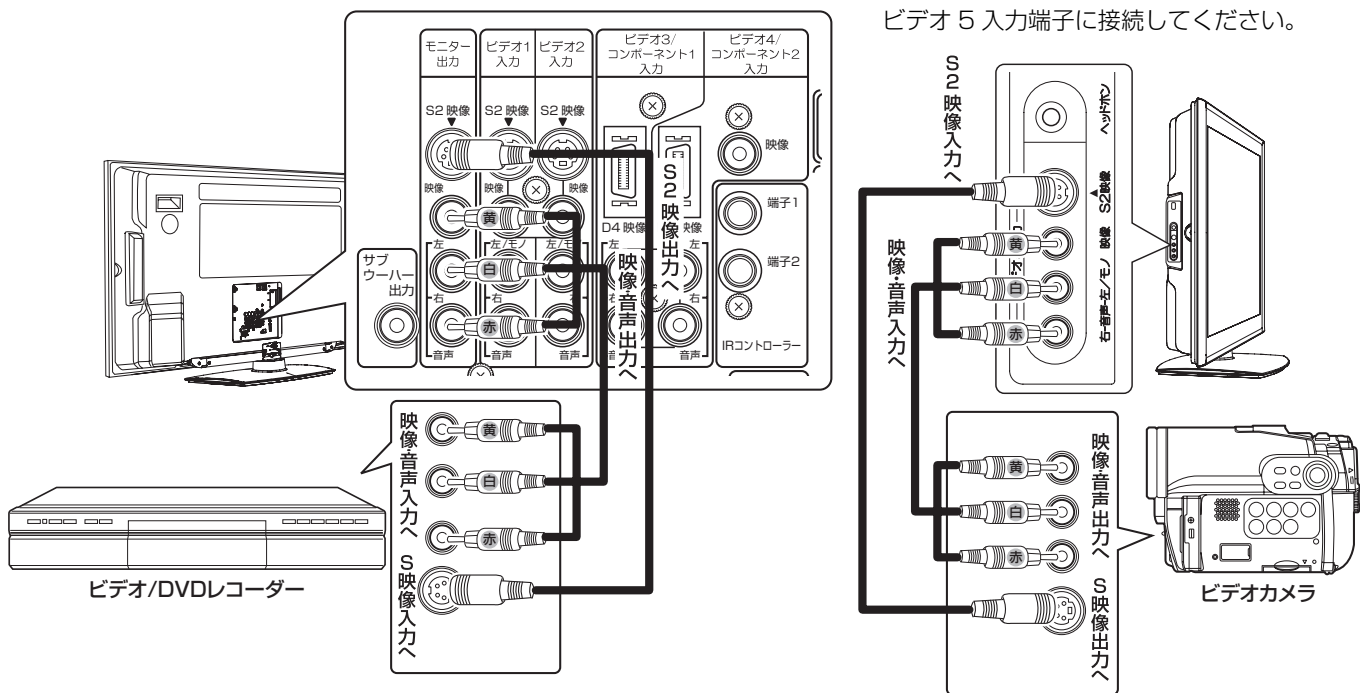 ビデオ 5 入力端子に接続してください。
モニター
出力
ビデオ1
入力
ビデオ2
入力
ビデオ3/
コンポーネント1
入力
ビデオ4/
コンポーネント2
入力
S2 映像
S2 映像
S2 映像
映像
映像
映像
映像
D4 映像
左
左/モノ
左
左
右
右
右
音声
音声
音声
音声
端子1
端子2
IRコントローラー
サブ
ウーハー
出力
黄
白
赤
S2映像出力へ
映像・音声出力へ
映像・音声入力へ
黄
白
赤
S映像入力へ
ビデオ/DVDレコーダー
S2映像入力へ
映像・音声入力へ
ヘッドホン
S2映像
映像
右-音声-左/モノ
黄
白
赤
映像・音声出力へ
黄
白
赤
S映像出力へ
ビデオカメラ